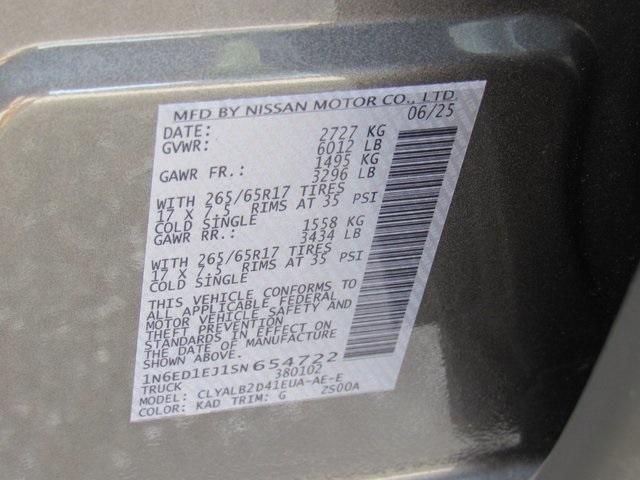 MFD BY NISSAN MOTOR CO., LTD.
DATE: 06/25
GVWR: 2727 KG
6012 LB
GAWR FR.: 1495 KG
3296 LB
WITH 265/65R17 TIRES
17 X 7.5 RIMS AT 35 PSI
COLD SINGLE
GAWR RR.: 1558 KG
3434 LB
WITH 265/65R17 TIRES
17 X 7.5 RIMS AT 35 PSI
COLD SINGLE
THIS VEHICLE CONFORMS TO
ALL APPLICABLE FEDERAL
MOTOR VEHICLE SAFETY AND
THEFT PREVENTION
STANDARDS IN EFFECT ON
THE DATE OF MANUFACTURE
SHOWN ABOVE.
1N6ED1EJ1SN654722
TRUCK 380102
MODEL: CLYALB2D41EUA-AE-E
COLOR: KAD TRIM: G ZS00A